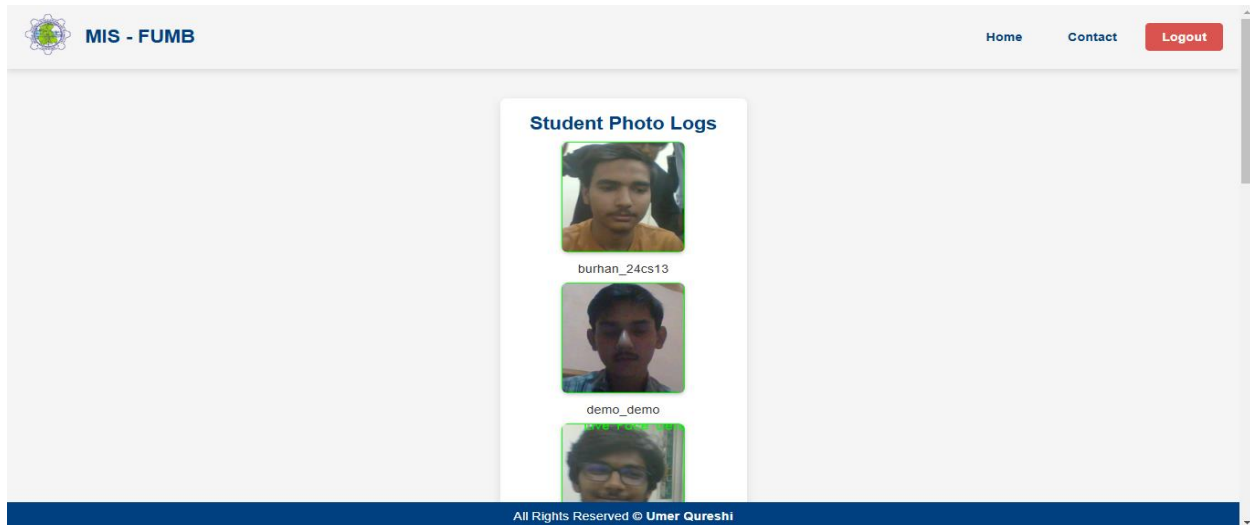 MIS - FUMB
Home
Contact
Logout
Student Photo Logs
burhan_24cs13
demo_demo
All Rights Reserved © Umer Qureshi